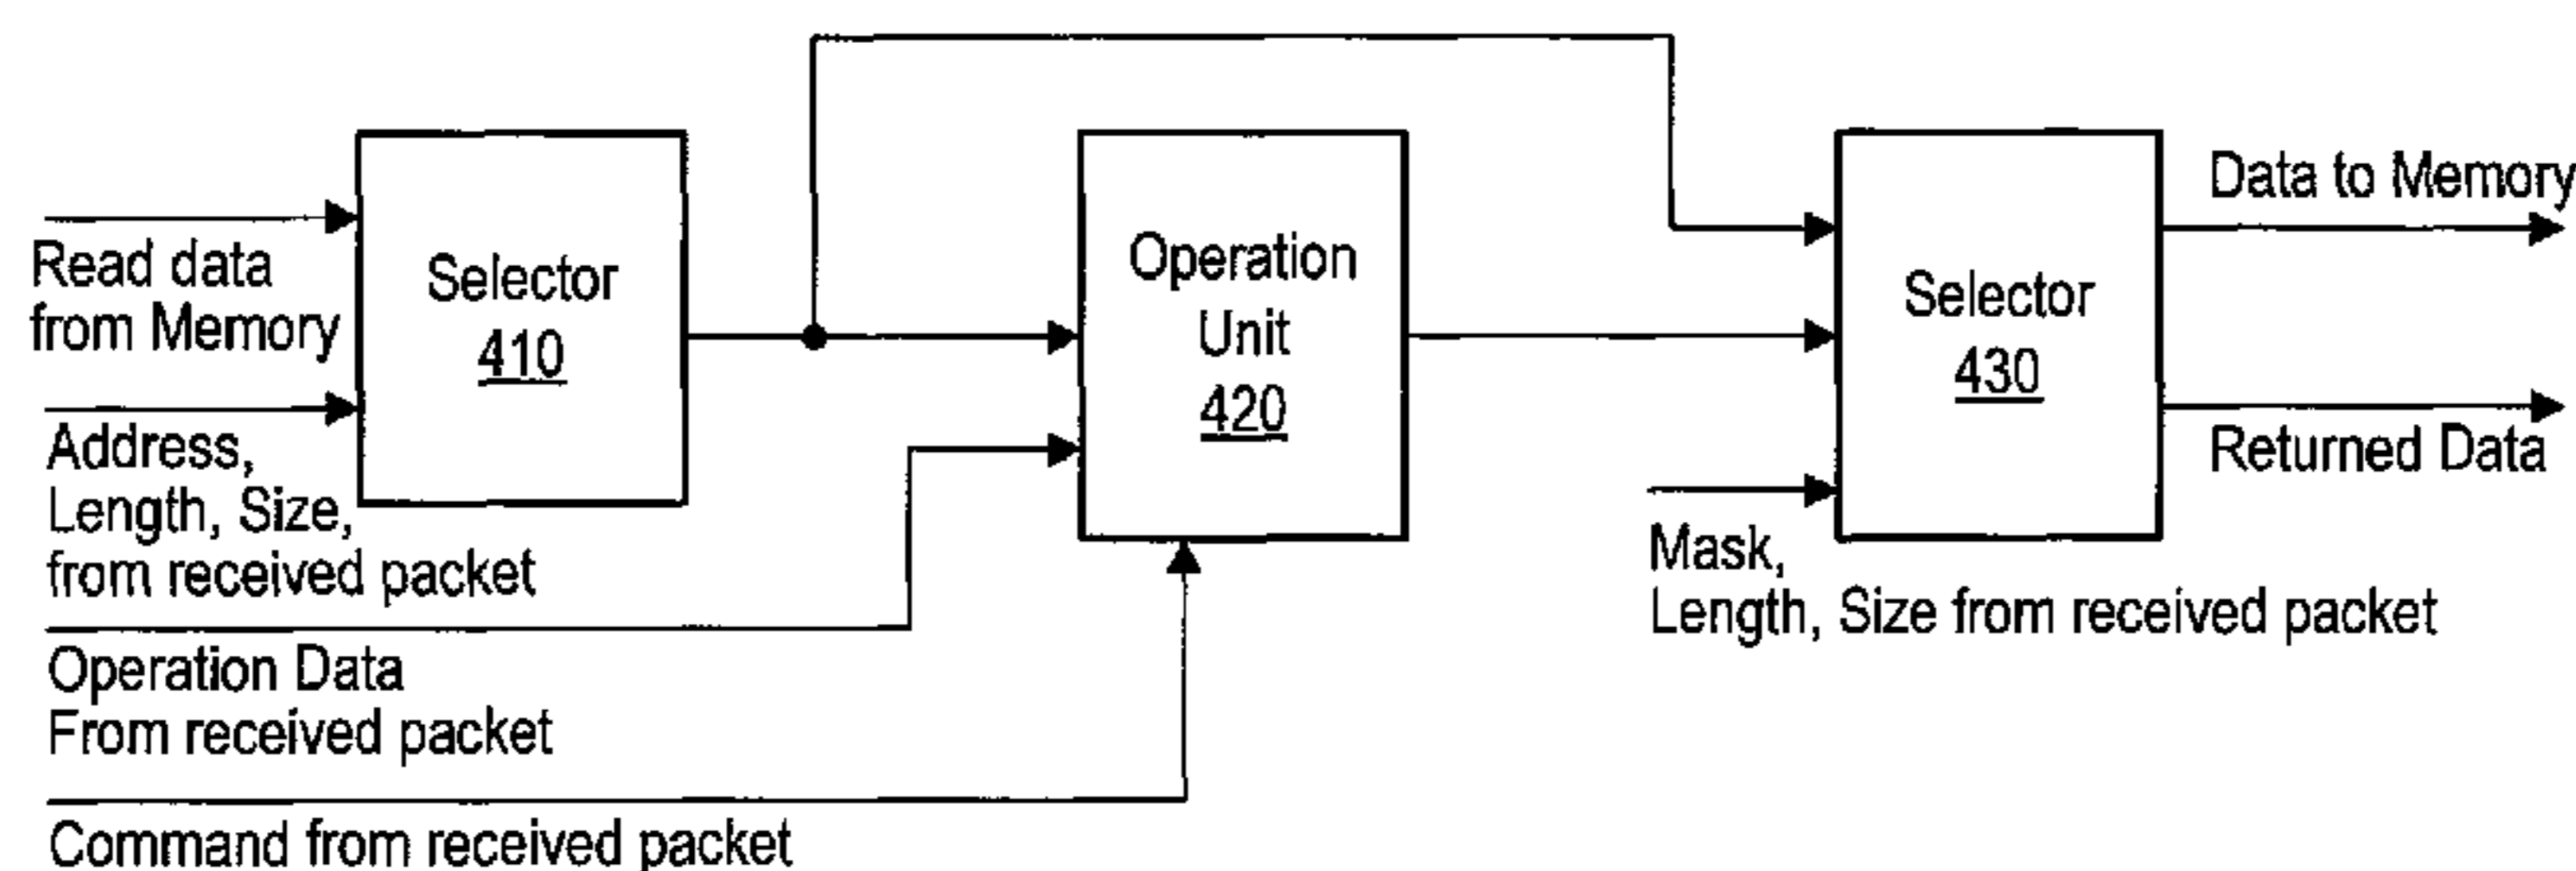 Read data
from Memory
Address,
Length, Size,
from received packet
Operation Data
From received packet
Command from received packet
Selector
410
Operation
Unit
420
Mask,
Length, Size from received packet
Selector
430
Data to Memory
Returned Data